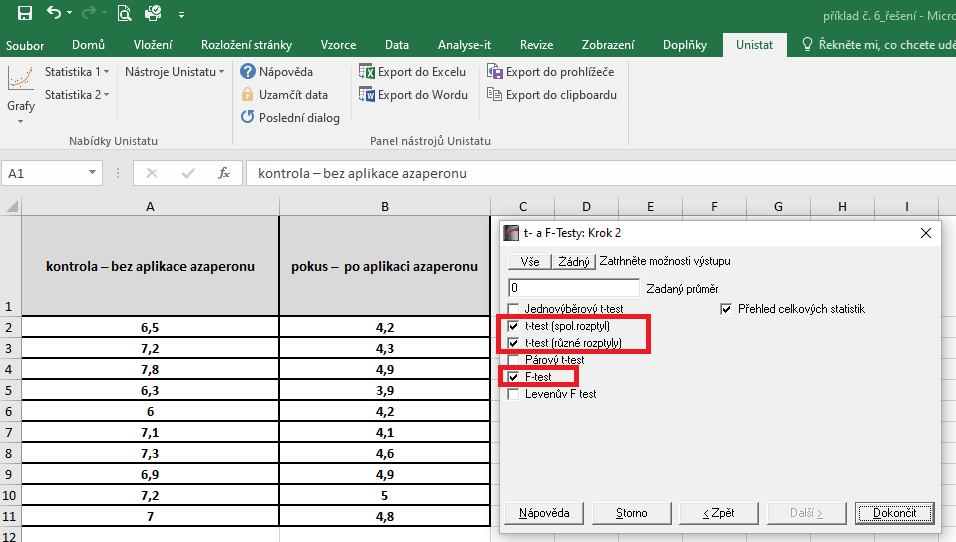 příklad č. 6_řešení - Micro
Soubor Domů Vložení Rozložení stránky Vzorce Data Analyse-it Revize Zobrazení Doplňky Unistat Řekněte mi, co chcete udě
Grafy
Statistika 1
Statistika 2
Nástroje Unistatu
Nabídky Unistatu
Nápověda
Uzamčít data
Poslední dialog
Export do Excelu
Export do Wordu
Export do prohlížeče
Export do clipboardu
Panel nástrojů Unistatu
A1 fx kontrola – bez aplikace azaperonu
A B C D E F G H I
1 kontrola – bez aplikace azaperonu pokus – po aplikaci azaperonu
2 6,5 4,2
3 7,2 4,3
4 7,8 4,9
5 6,3 3,9
6 6 4,2
7 7,1 4,1
8 7,3 4,6
9 6,9 4,9
10 7,2 5
11 7 4,8
12
t- a F-Testy: Krok 2
Vše Žádný Zatrhněte možnosti výstupu
0 Zadaný průměr
Jednovýběrový t-test Přehled celkových statistik
t-test (spol.rozptyl)
t-test (různé rozptyly)
Párový t-test
F-test
Levenův F test
Nápověda Storno < Zpět Další > Dokončit